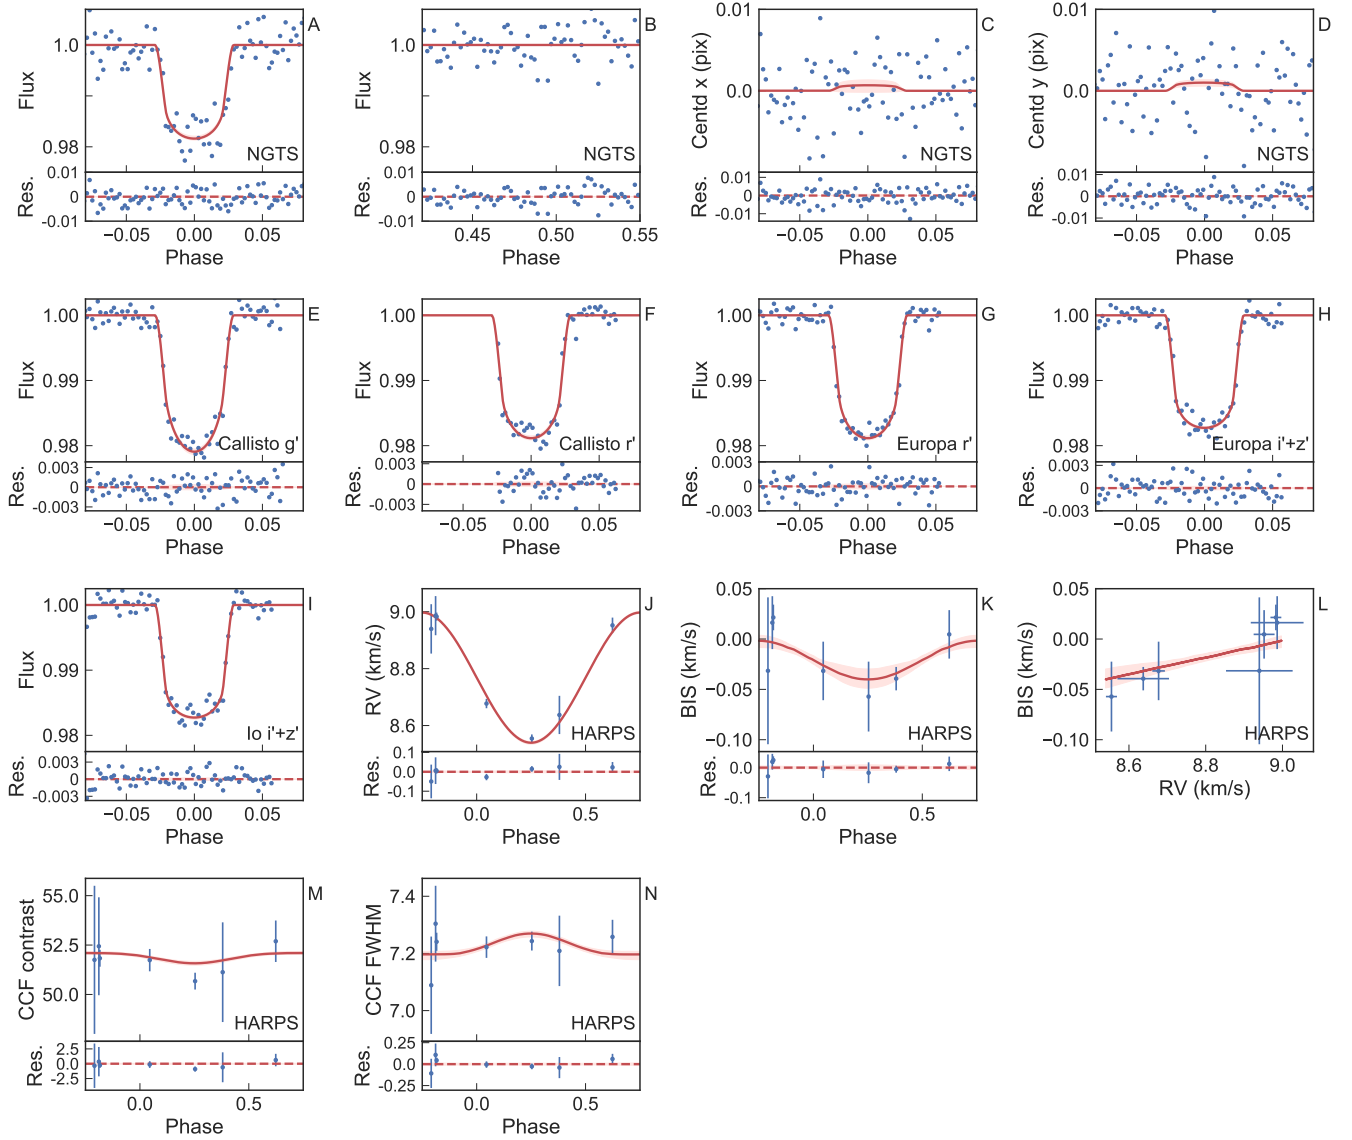 A
1.0
Flux
0.98
NGTS
0.01
Res.
-0.01
−0.05 0.00 0.05
Phase
B
1.0
Flux
0.98
NGTS
0.01
Res.
-0.01
0.45 0.50 0.55
Phase
C
0.01
Centd x (pix)
0.0
NGTS
0.01
Res.
-0.01
−0.05 0.00 0.05
Phase
D
0.01
Centd y (pix)
0.0
NGTS
0.01
Res.
-0.01
−0.05 0.00 0.05
Phase
E
1.00
Flux
0.99
0.98
Callisto g'
0.003
Res.
0
-0.003
−0.05 0.00 0.05
Phase
F
1.00
Flux
0.99
0.98
Callisto r'
0.003
Res.
0
-0.003
−0.05 0.00 0.05
Phase
G
1.00
Flux
0.99
0.98
Europa r'
0.003
Res.
0
-0.003
−0.05 0.00 0.05
Phase
H
1.00
Flux
0.99
0.98
Europa i'+z'
0.003
Res.
0
-0.003
−0.05 0.00 0.05
Phase
I
1.00
Flux
0.99
0.98
Io i'+z'
0.003
Res.
0
-0.003
−0.05 0.00 0.05
Phase
J
9.0
RV (km/s)
8.8
8.6
HARPS
0.1
Res.
0.0
-0.1
0.0 0.5
Phase
K
0.05
BIS (km/s)
0.00
−0.05
−0.10
HARPS
Res.
0.0
-0.1
0.0 0.5
Phase
L
0.05
BIS (km/s)
0.00
−0.05
−0.10
HARPS
8.6 8.8 9.0
RV (km/s)
M
55.0
CCF contrast
52.5
50.0
HARPS
2.5
Res.
0.0
-2.5
0.0 0.5
Phase
N
7.4
CCF FWHM
7.2
7.0
HARPS
0.25
Res.
0.00
-0.25
0.0 0.5
Phase